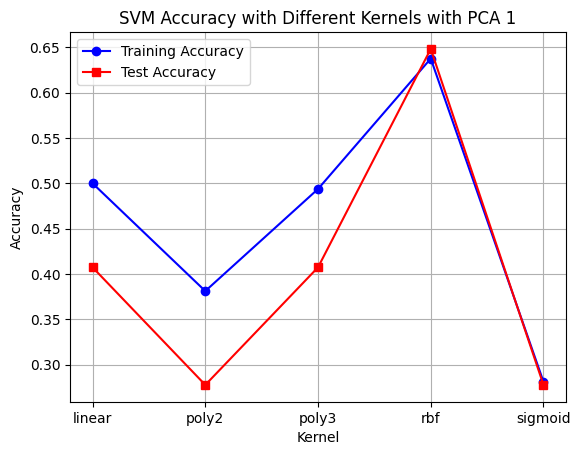 SVM Accuracy with Different Kernels with PCA 1
Training Accuracy
Test Accuracy
0.65
0.60
0.55
0.50
0.45
0.40
0.35
0.30
Accuracy
linear poly2 poly3 rbf sigmoid
Kernel